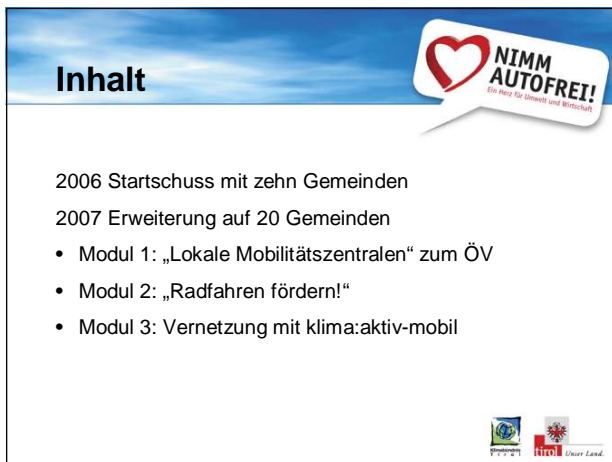 Inhalt
NIMM
AUTOFREI!
Ein Herz für Umwelt und Wirtschaft
2006 Startschuss mit zehn Gemeinden
2007 Erweiterung auf 20 Gemeinden
• Modul 1: „Lokale Mobilitätszentralen“ zum ÖV
• Modul 2: „Radfahren fördern!“
• Modul 3: Vernetzung mit klima:aktiv-mobil
Klimabündnis
Tirol
tirol Unser Land.